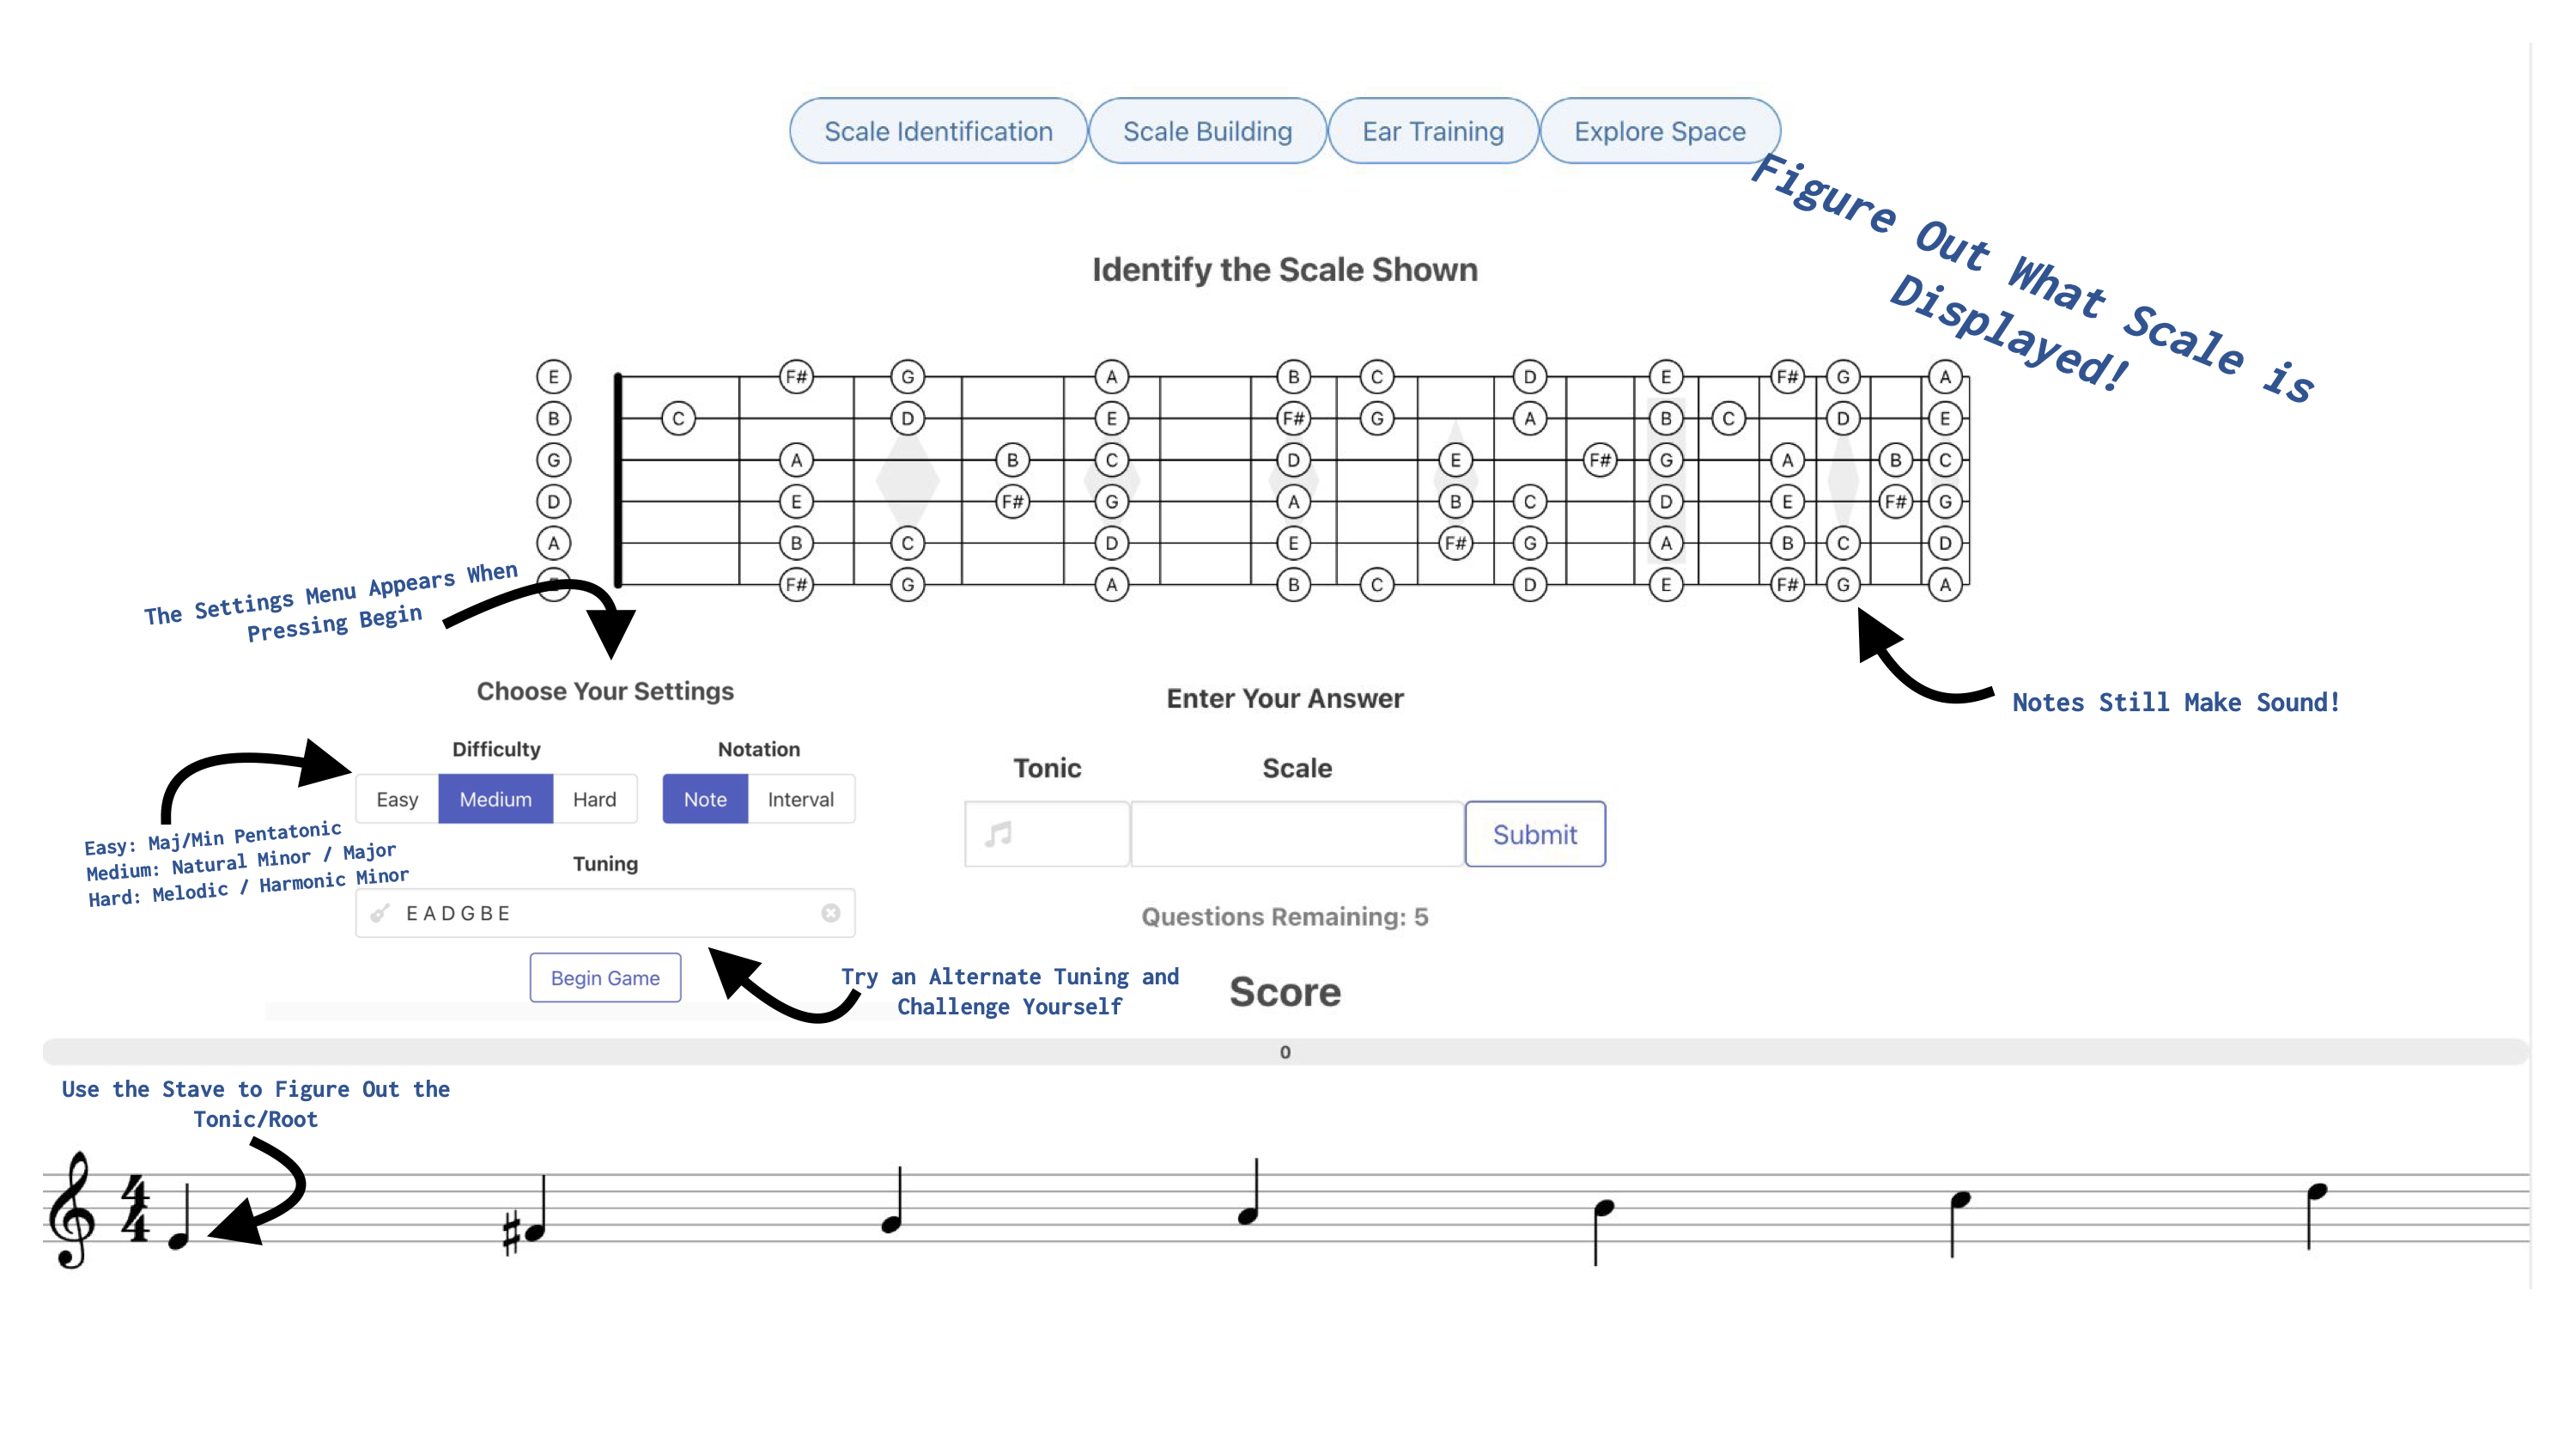 Scale Identification Scale Building Ear Training Explore Space
Figure Out What Scale is
Displayed!
Identify the Scale Shown
E F# G A B C D E F# G A
B C D E F# G A B C D E
G A B C D E F# G A B C
D E F# G A B C D E F# G
A B C D E F# G A B C D
F# G A B C D E F# G A
The Settings Menu Appears When
Pressing Begin
Notes Still Make Sound!
Choose Your Settings
Difficulty Notation
Easy Medium Hard Note Interval
Easy: Maj/Min Pentatonic
Medium: Natural Minor / Major
Hard: Melodic / Harmonic Minor
Tuning
E A D G B E
Begin Game
Try an Alternate Tuning and
Challenge Yourself
Enter Your Answer
Tonic Scale
Submit
Questions Remaining: 5
Score
0
Use the Stave to Figure Out the
Tonic/Root
4
4